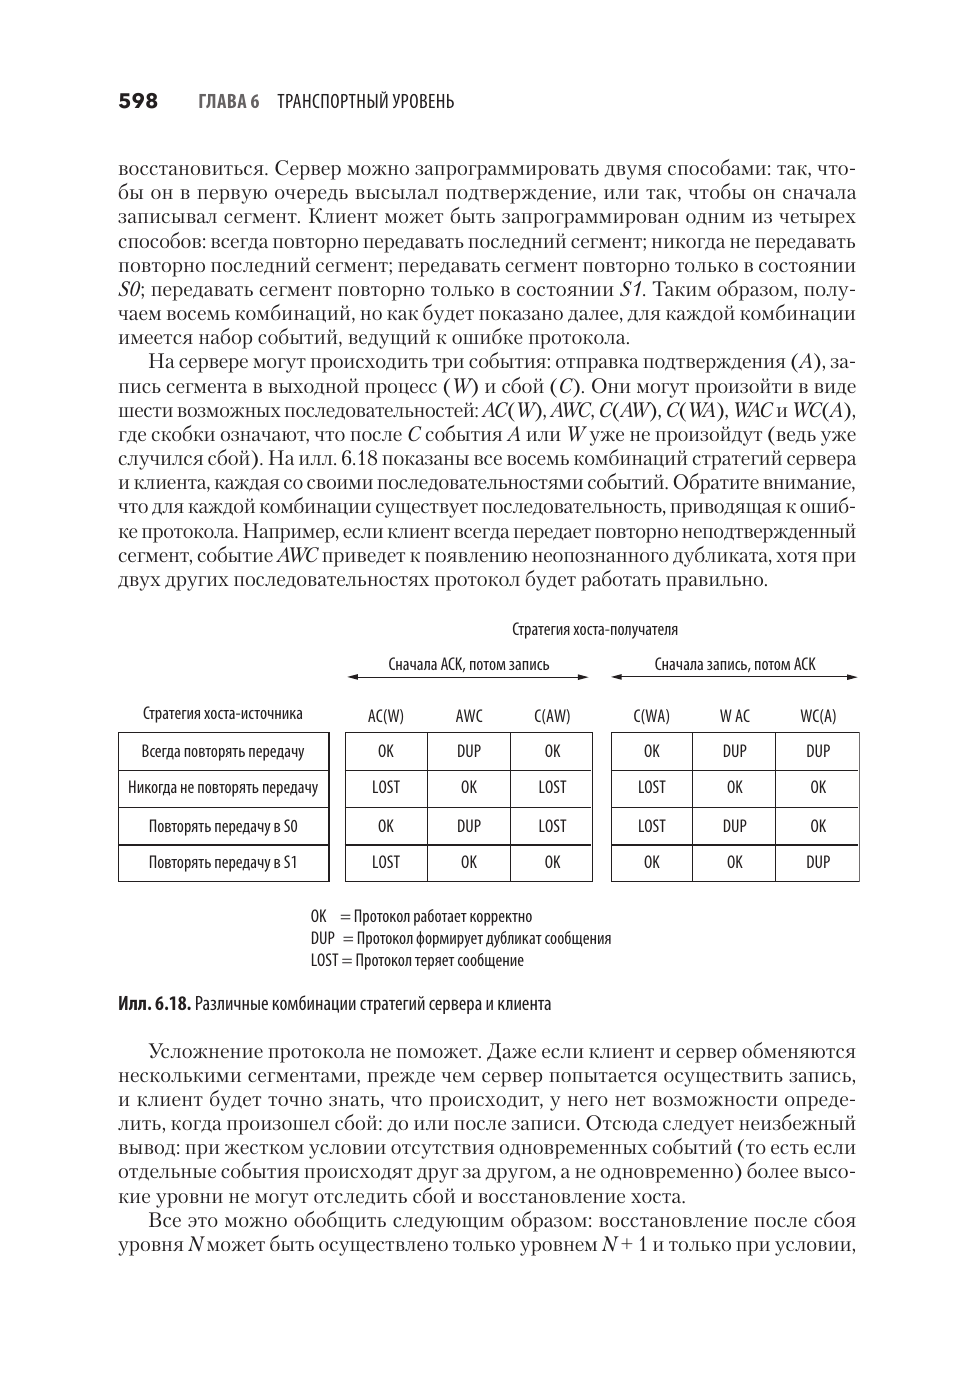 598 ГЛАВА 6 ТРАНСПОРТНЫЙ УРОВЕНЬ
восстановиться. Сервер можно запрограммировать двумя способами: так, что-
бы он в первую очередь высылал подтверждение, или так, чтобы он сначала
записывал сегмент. Клиент может быть запрограммирован одним из четырех
способов: всегда повторно передавать последний сегмент; никогда не передавать
повторно последний сегмент; передавать сегмент повторно только в состоянии
S0; передавать сегмент повторно только в состоянии S1. Таким образом, полу-
чаем восемь комбинаций, но как будет показано далее, для каждой комбинации
имеется набор событий, ведущий к ошибке протокола.
На сервере могут происходить три события: отправка подтверждения (A), за-
пись сегмента в выходной процесс (W) и сбой (C). Они могут произойти в виде
шести возможных последовательностей: AC(W), AWC, C(AW), C(WA), WAC и WC(A),
где скобки означают, что после C события A или W уже не произойдут (ведь уже
случился сбой). На илл. 6.18 показаны все восемь комбинаций стратегий сервера
и клиента, каждая со своими последовательностями событий. Обратите внимание,
что для каждой комбинации существует последовательность, приводящая к ошиб-
ке протокола. Например, если клиент всегда передает повторно неподтвержденный
сегмент, событие AWC приведет к появлению неопознанного дубликата, хотя при
двух других последовательностях протокол будет работать правильно.
Стратегия хоста-получателя
Сначала ACK, потом запись Сначала запись, потом ACK
Стратегия хоста-источника AC(W) AWC C(AW) C(WA) W AC WC(A)
Всегда повторять передачу OK DUP OK OK DUP DUP
Никогда не повторять передачу LOST OK LOST LOST OK OK
Повторять передачу в S0 OK DUP LOST LOST DUP OK
Повторять передачу в S1 LOST OK OK OK OK DUP
OK = Протокол работает корректно
DUP = Протокол формирует дубликат сообщения
LOST = Протокол теряет сообщение
Илл. 6.18. Различные комбинации стратегий сервера и клиента
Усложнение протокола не поможет. Даже если клиент и сервер обменяются
несколькими сегментами, прежде чем сервер попытается осуществить запись,
и клиент будет точно знать, что происходит, у него нет возможности опреде-
лить, когда произошел сбой: до или после записи. Отсюда следует неизбежный
вывод: при жестком условии отсутствия одновременных событий (то есть если
отдельные события происходят друг за другом, а не одновременно) более высо-
кие уровни не могут отследить сбой и восстановление хоста.
Все это можно обобщить следующим образом: восстановление после сбоя
уровня N может быть осуществлено только уровнем N + 1 и только при условии,